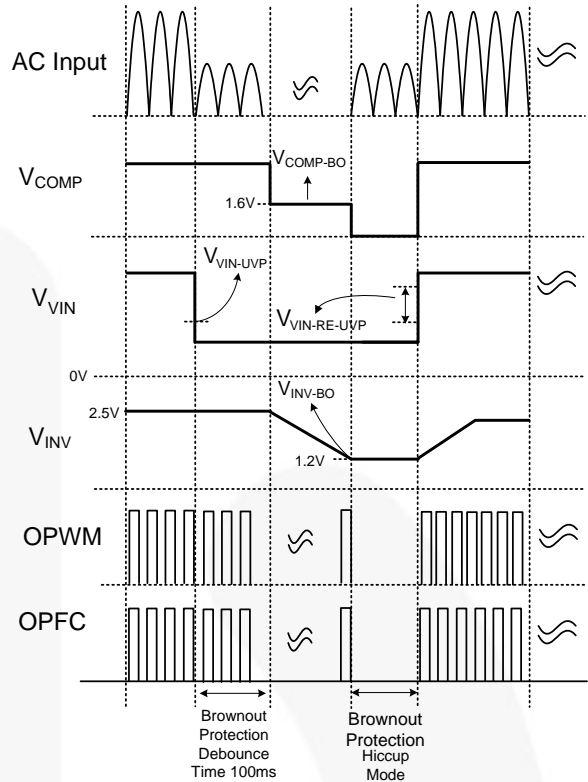 AC Input
VCOMP-BO
VCOMP
1.6V
VVIN-UVP
VVIN
VVIN-RE-UVP
0V
VINV-BO
2.5V
VINV
1.2V
OPWM
OPFC
Brownout
Protection
Debounce
Time 100ms
Brownout
Protection
Hiccup
Mode